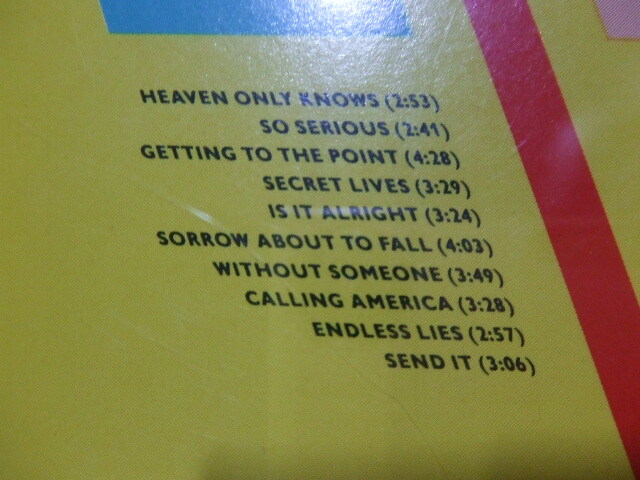 HEAVEN ONLY KNOWS (2:53)
SO SERIOUS (2:41)
GETTING TO THE POINT (4:28)
SECRET LIVES (3:29)
IS IT ALRIGHT (3:24)
SORROW ABOUT TO FALL (4:03)
WITHOUT SOMEONE (3:49)
CALLING AMERICA (3:28)
ENDLESS LIES (2:57)
SEND IT (3:06)